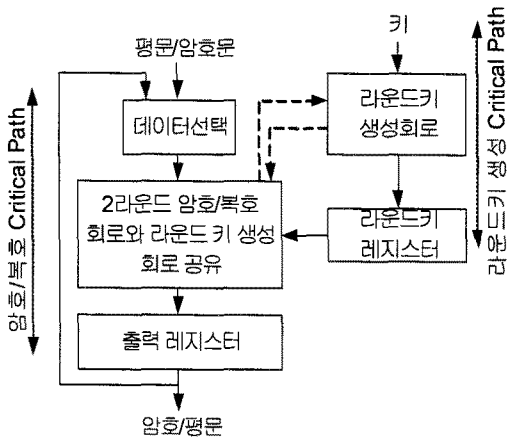 키
평문/암호문
라운드키
생성회로
데이터선택
2라운드 암호/복호
회로와 라운드 키 생성
회로 공유
라운드키
레지스터
출력 레지스터
암호/평문
암호/복호 Critical Path
라운드키 생성 Critical Path